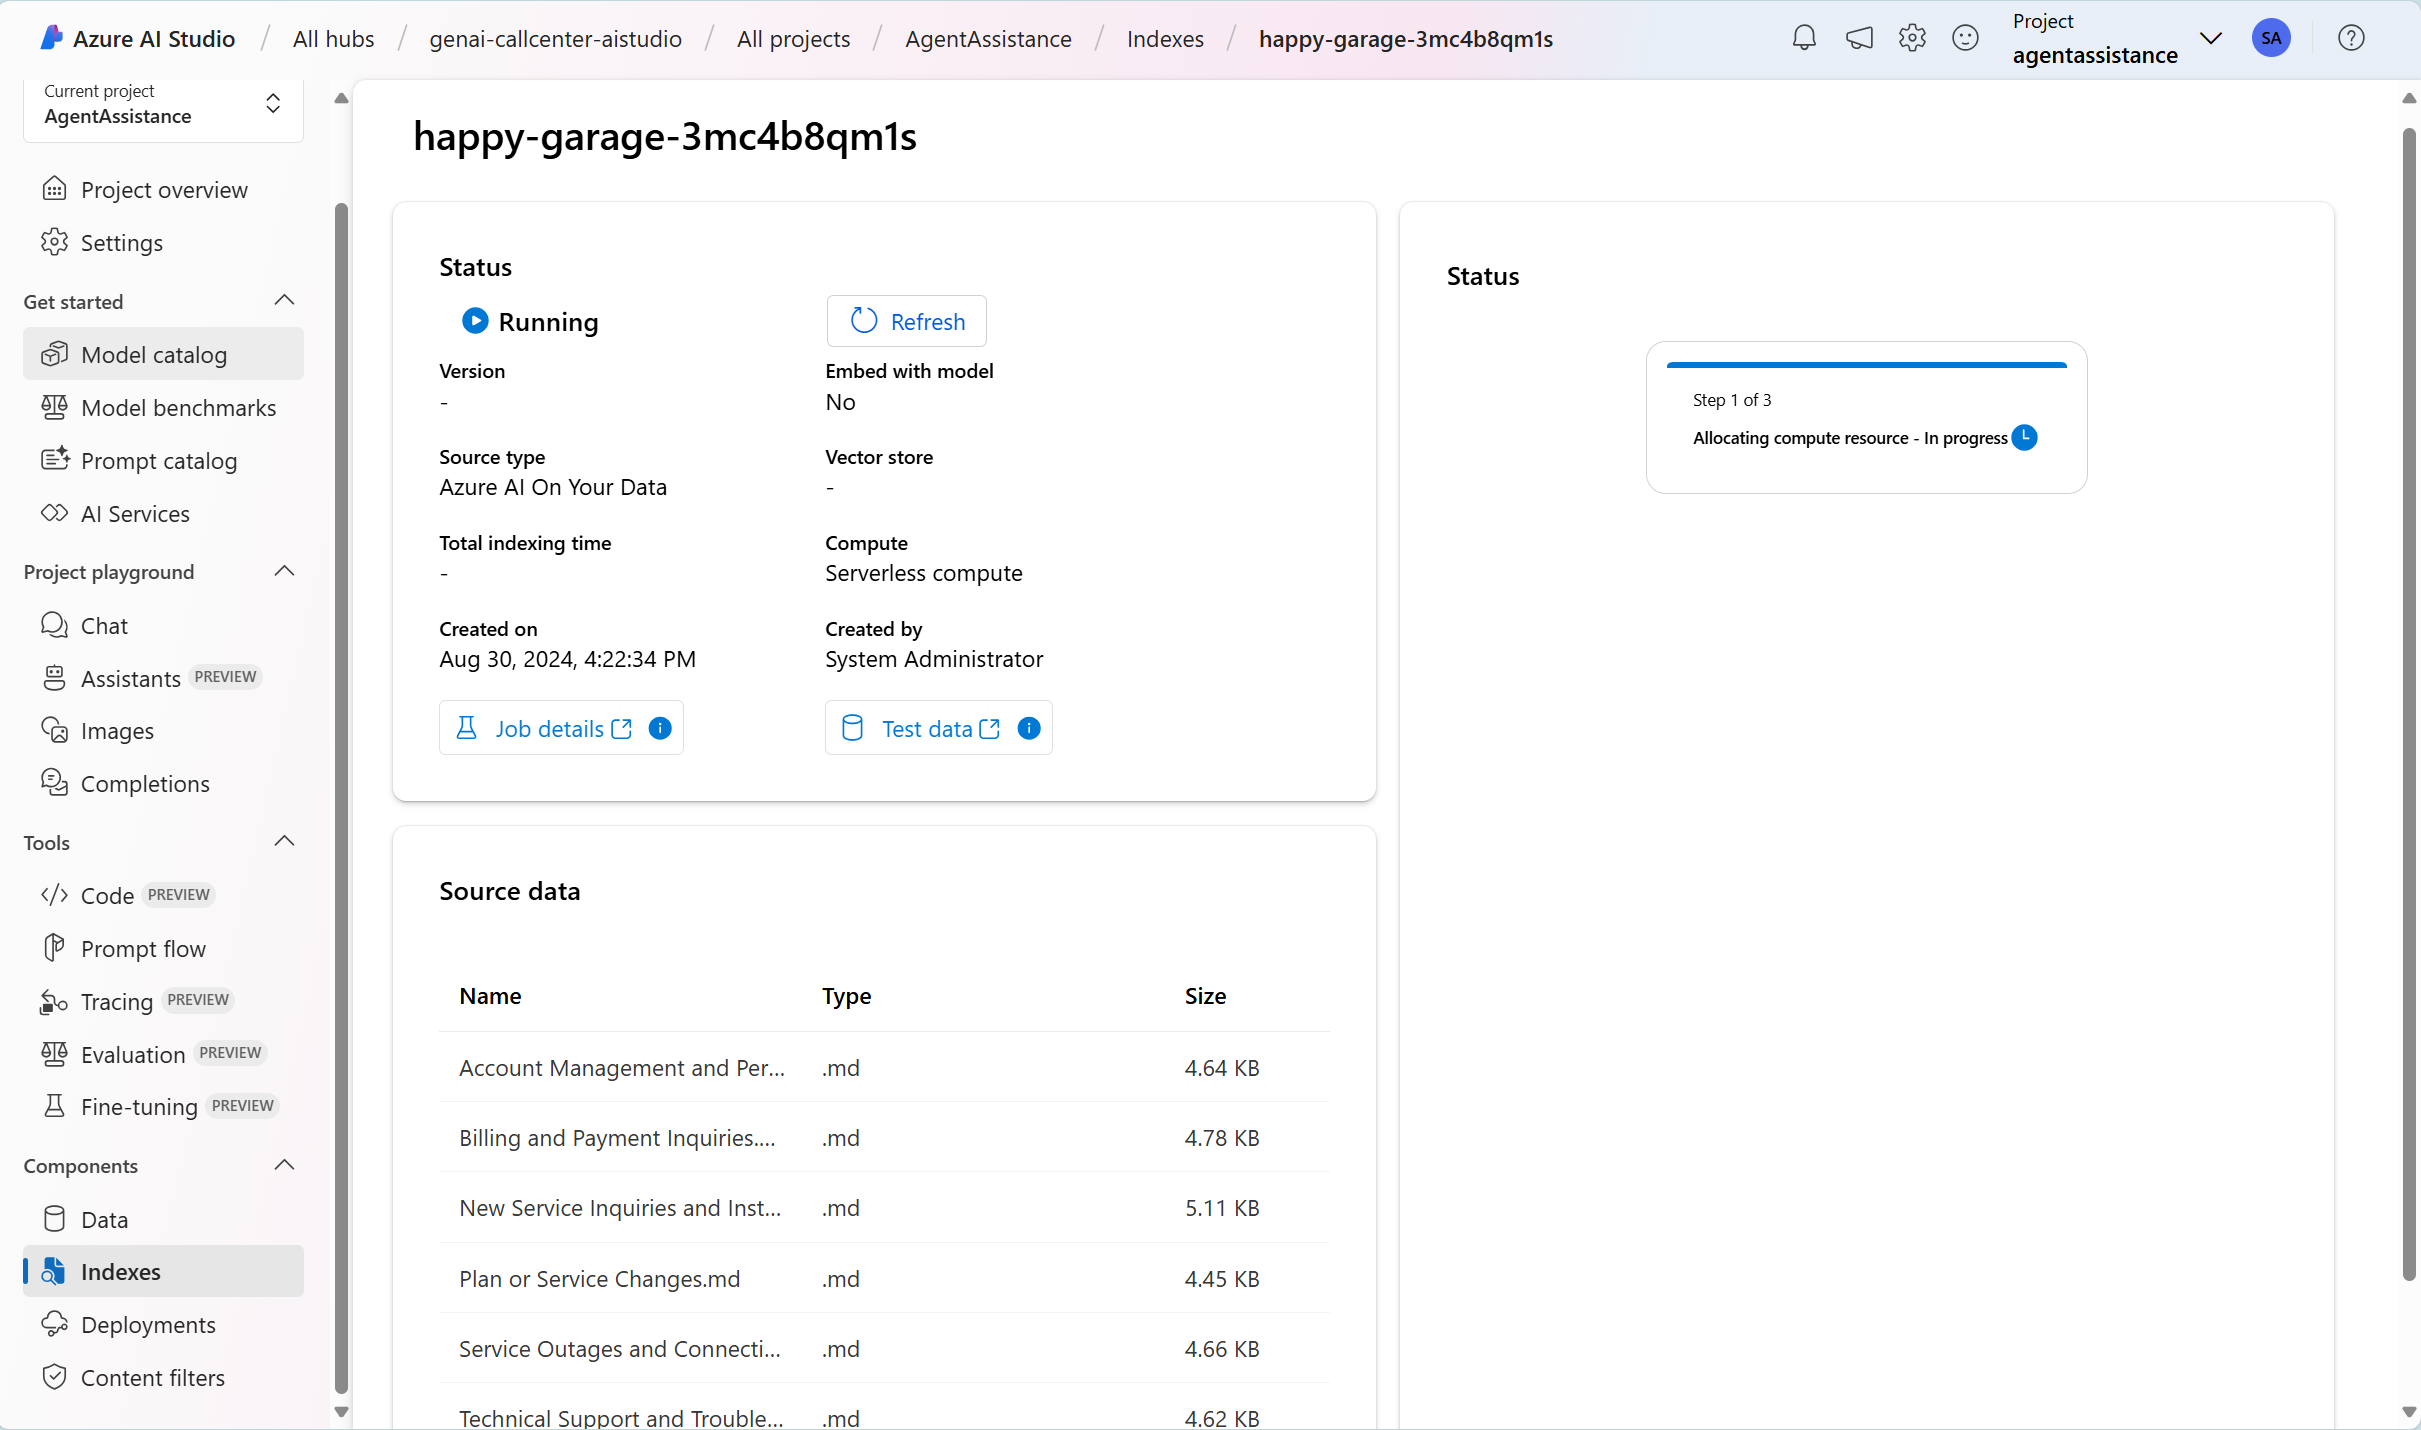 Azure AI Studio / All hubs / genai-callcenter-aistudio / All projects / AgentAssistance / Indexes / happy-garage-3mc4b8qm1s
Project
agentassistance
SA
Current project
AgentAssistance
Project overview
Settings
Get started
Model catalog
Model benchmarks
Prompt catalog
AI Services
Project playground
Chat
Assistants PREVIEW
Images
Completions
Tools
Code PREVIEW
Prompt flow
Tracing PREVIEW
Evaluation PREVIEW
Fine-tuning PREVIEW
Components
Data
Indexes
Deployments
Content filters
happy-garage-3mc4b8qm1s
Status
Running
Refresh
Version
-
Embed with model
No
Source type
Azure AI On Your Data
Vector store
-
Total indexing time
-
Compute
Serverless compute
Created on
Aug 30, 2024, 4:22:34 PM
Created by
System Administrator
Job details
Test data
Source data
Name Type Size
Account Management and Per... .md 4.64 KB
Billing and Payment Inquiries.... .md 4.78 KB
New Service Inquiries and Inst... .md 5.11 KB
Plan or Service Changes.md .md 4.45 KB
Service Outages and Connecti... .md 4.66 KB
Technical Support and Trouble... .md 4.62 KB
Status
Step 1 of 3
Allocating compute resource - In progress